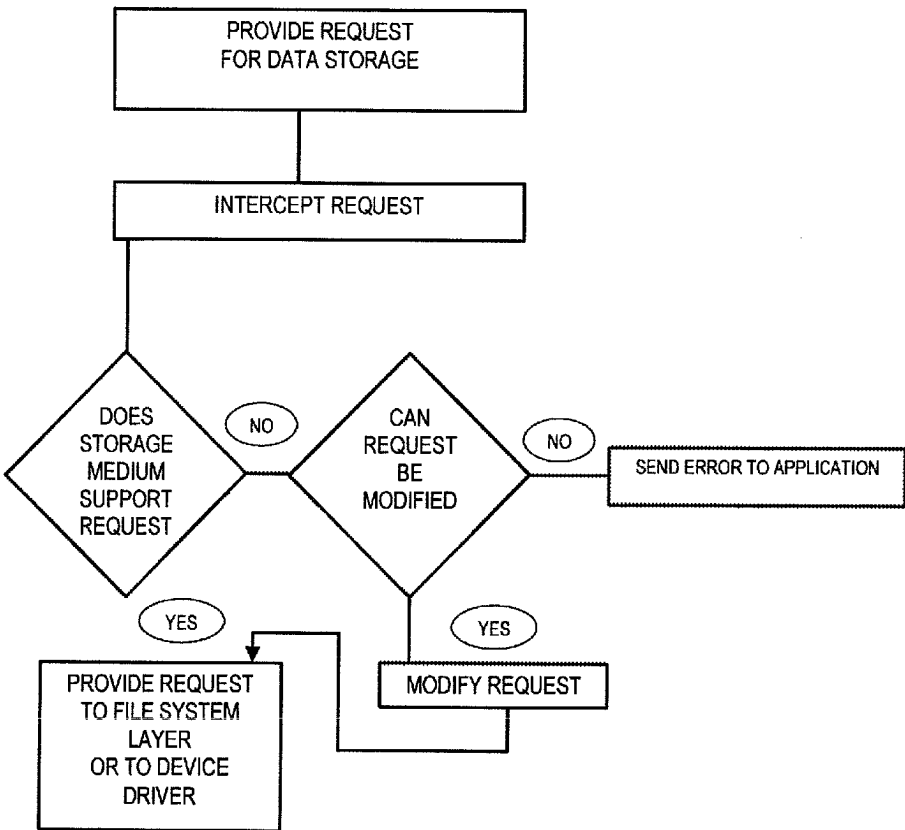 PROVIDE REQUEST
FOR DATA STORAGE
INTERCEPT REQUEST
DOES
STORAGE
MEDIUM
SUPPORT
REQUEST
NO
CAN
REQUEST
BE
MODIFIED
NO
SEND ERROR TO APPLICATION
YES
YES
PROVIDE REQUEST
TO FILE SYSTEM
LAYER
OR TO DEVICE
DRIVER
MODIFY REQUEST